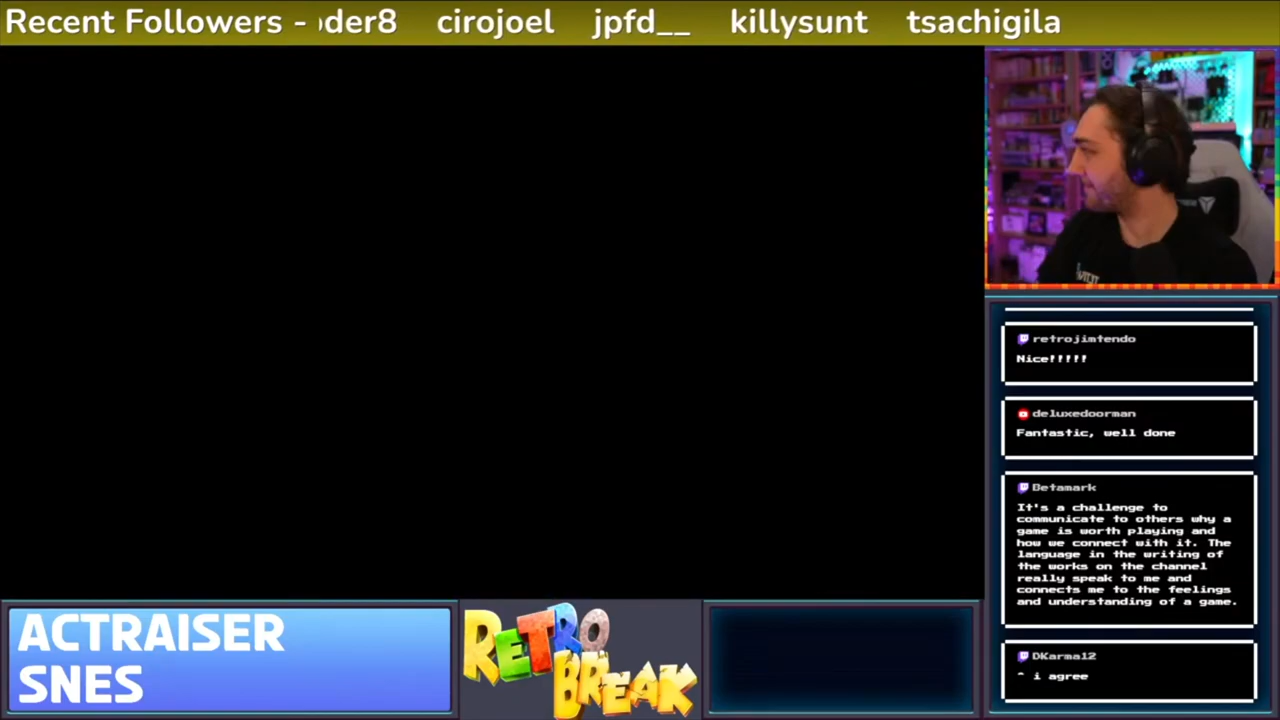 Recent Followers - der8 cirojoel jpfd__ killysunt tsachigila
retrojimtendo
Nice!!!!!
deluxedoorman
Fantastic, well done
Betamark
It's a challenge to
communicate to others why a
game is worth playing and
how we connect with it. The
language in the writing of
the works on the channel
really speak to me and
connects me to the feelings
and understanding of a game.
DKarma12
^ i agree
ACTRAISER
SNES
RETRO
BREAK